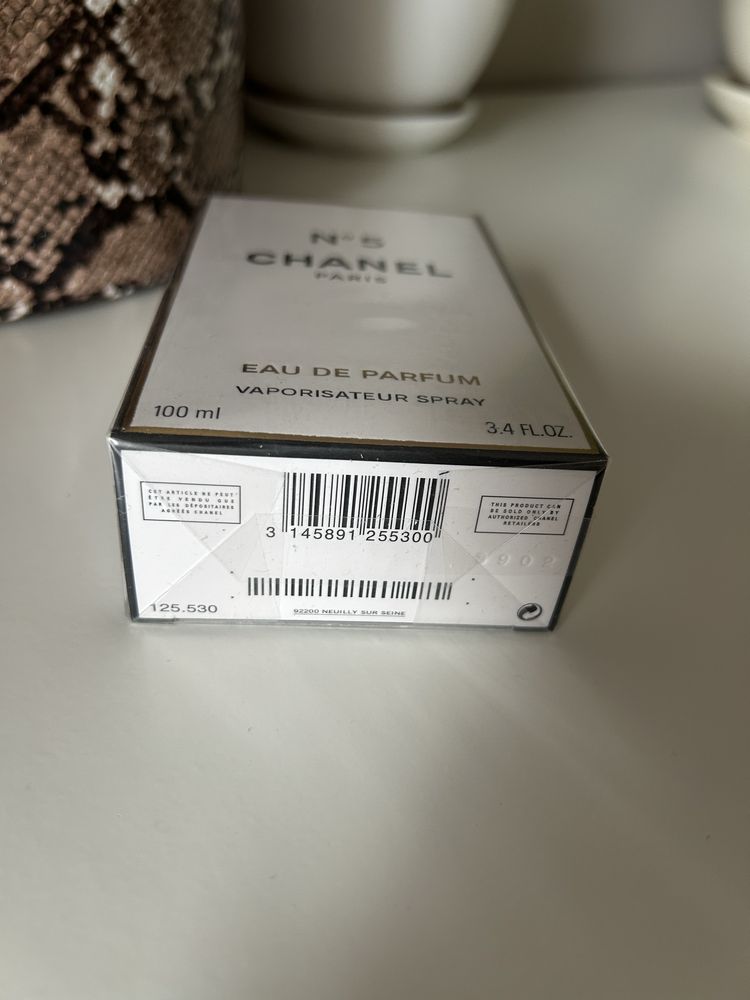 N°5
CHANEL
PARIS
EAU DE PARFUM
VAPORISATEUR SPRAY
100 ml
3.4 FL.OZ.
CET ARTICLE NE PEUT
ÊTRE VENDU QUE
PAR LES DÉPOSITAIRES
AGRÉÉS CHANEL
THIS PRODUCT CAN
BE SOLD ONLY BY
AUTHORIZED CHANEL
RETAILERS
3 145891 255300
9902
125.530
92200 NEUILLY SUR SEINE